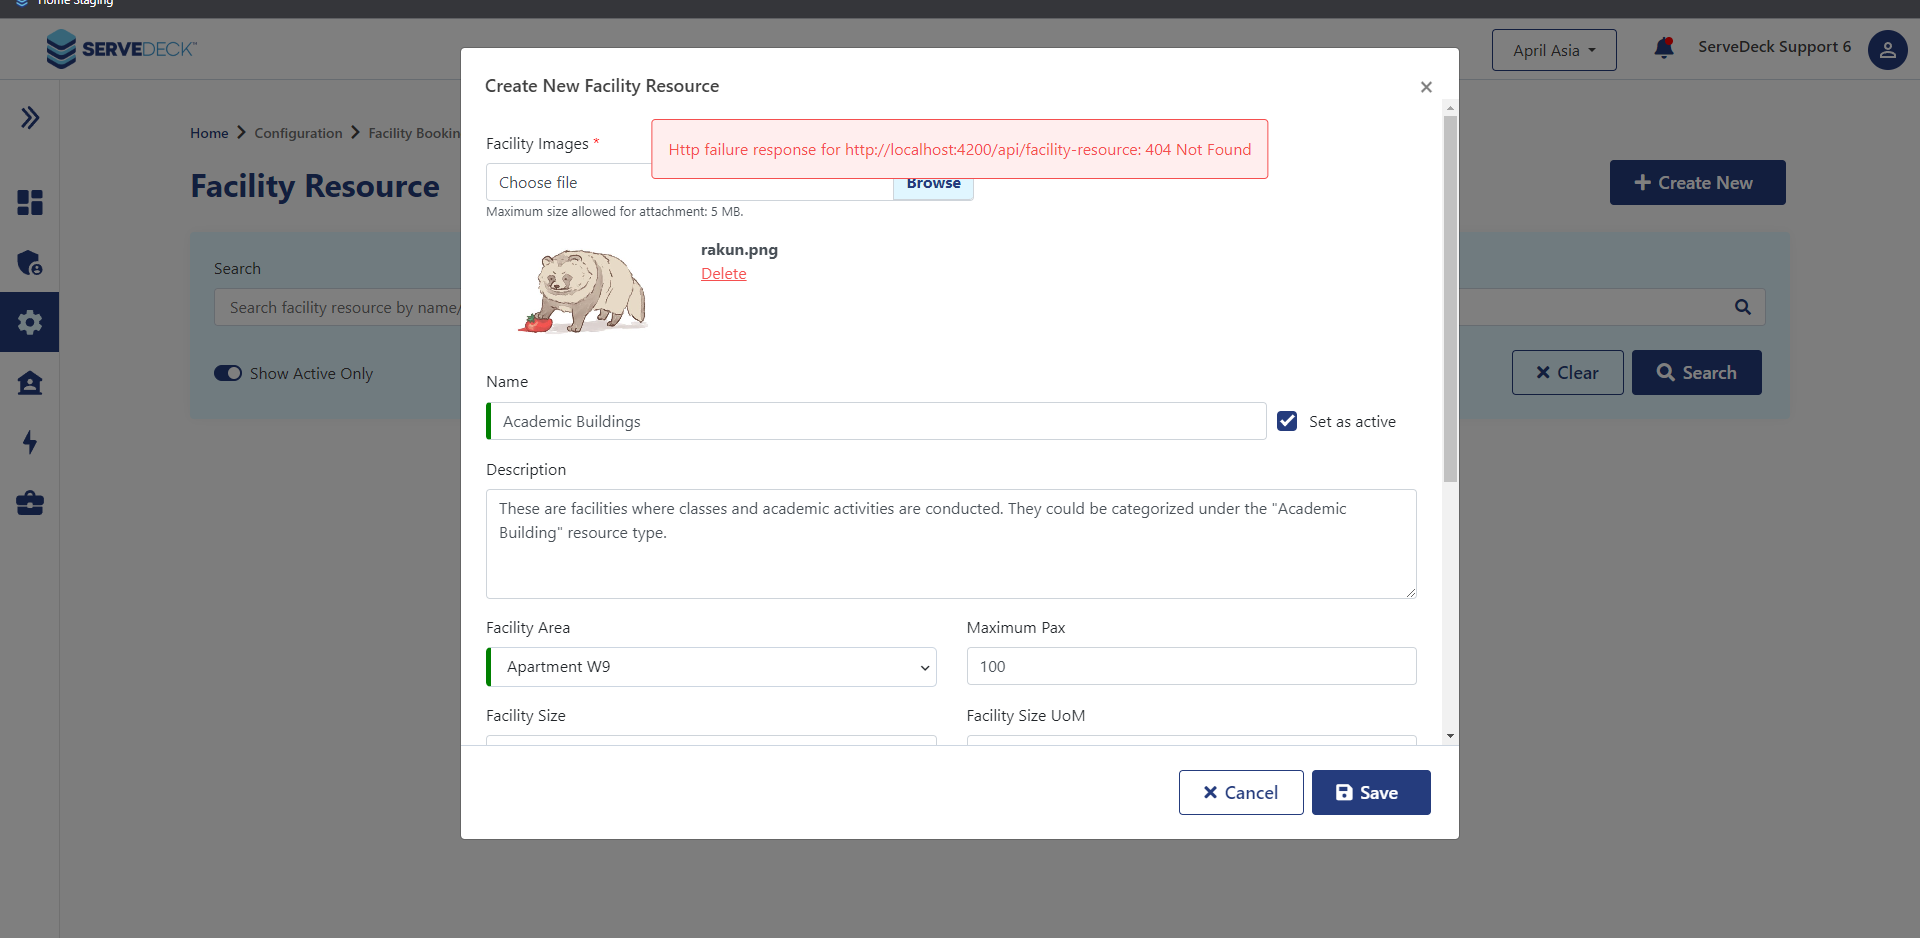 Home Staging
SERVEDECK
April Asia
ServeDeck Support 6
Home
Configuration
Facility Bookin
Facility Resource
Create New
Search
Search facility resource by name/
Show Active Only
Clear
Search
Create New Facility Resource
Facility Images *
Http failure response for http://localhost:4200/api/facility-resource: 404 Not Found
Choose file
Browse
Maximum size allowed for attachment: 5 MB.
rakun.png
Delete
Name
Academic Buildings
Set as active
Description
These are facilities where classes and academic activities are conducted. They could be categorized under the "Academic
Building" resource type.
Facility Area
Maximum Pax
Apartment W9
100
Facility Size
Facility Size UoM
Cancel
Save